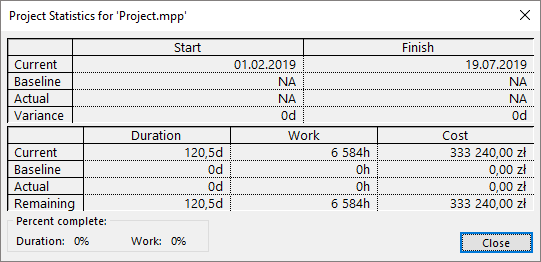 Project Statistics for 'Project.mpp'
Start Finish
Current 01.02.2019 19.07.2019
Baseline NA NA
Actual NA NA
Variance 0d 0d
Duration Work Cost
Current 120,5d 6 584h 333 240,00 zł
Baseline 0d 0h 0,00 zł
Actual 0d 0h 0,00 zł
Remaining 120,5d 6 584h 333 240,00 zł
Percent complete:
Duration: 0% Work: 0%
Close